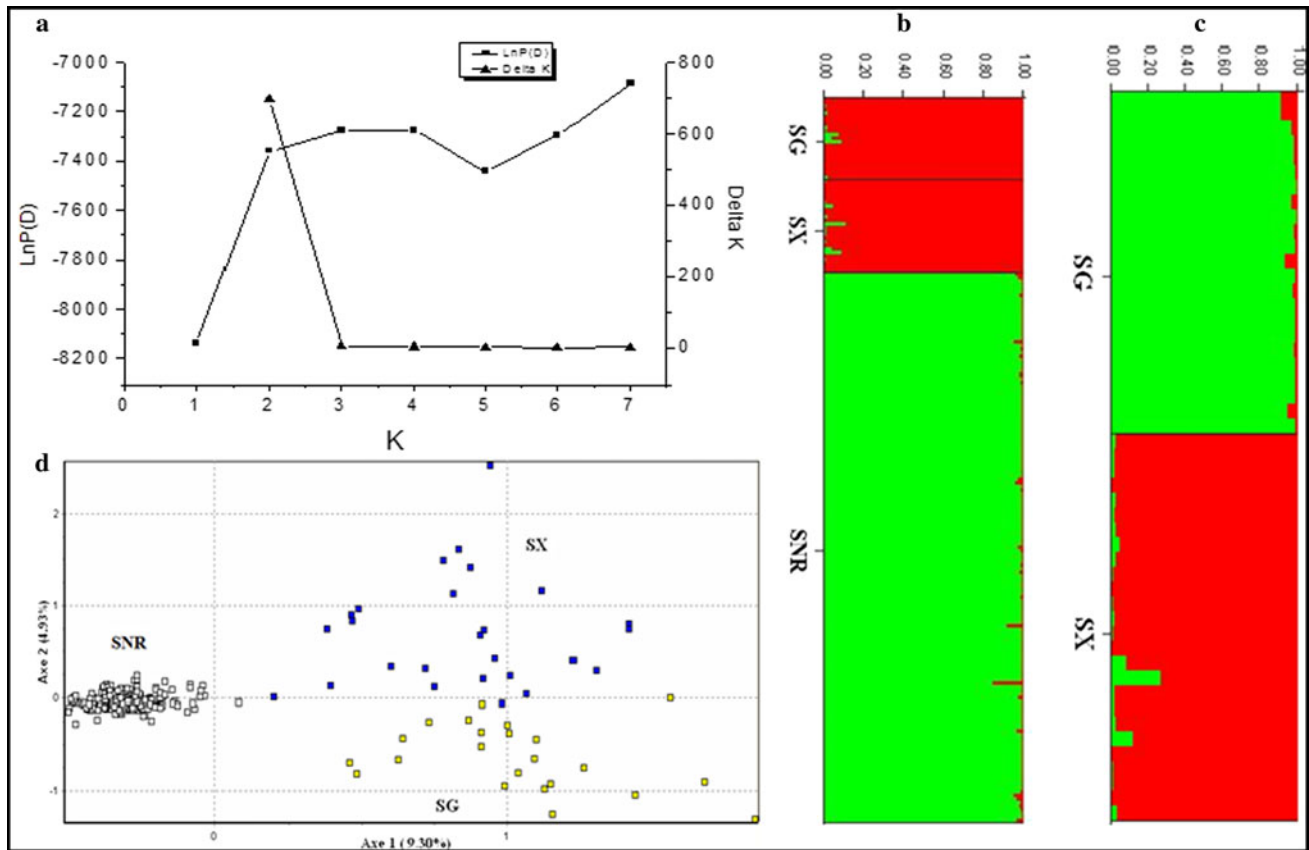 a
LnP(D)
Delta K
-7000
-7200
-7400
-7600
-7800
-8000
-8200
LnP(D)
800
600
400
200
0
Delta K
0 1 2 3 4 5 6 7
K
b
0.00 0.20 0.40 0.60 0.80 1.00
SG
SX
SNR
c
0.00 0.20 0.40 0.60 0.80 1.00
SG
SX
d
2
1
0
-1
Axe 2 (4.93%)
SX
SNR
SG
0 1
Axe 1 (9.30%)